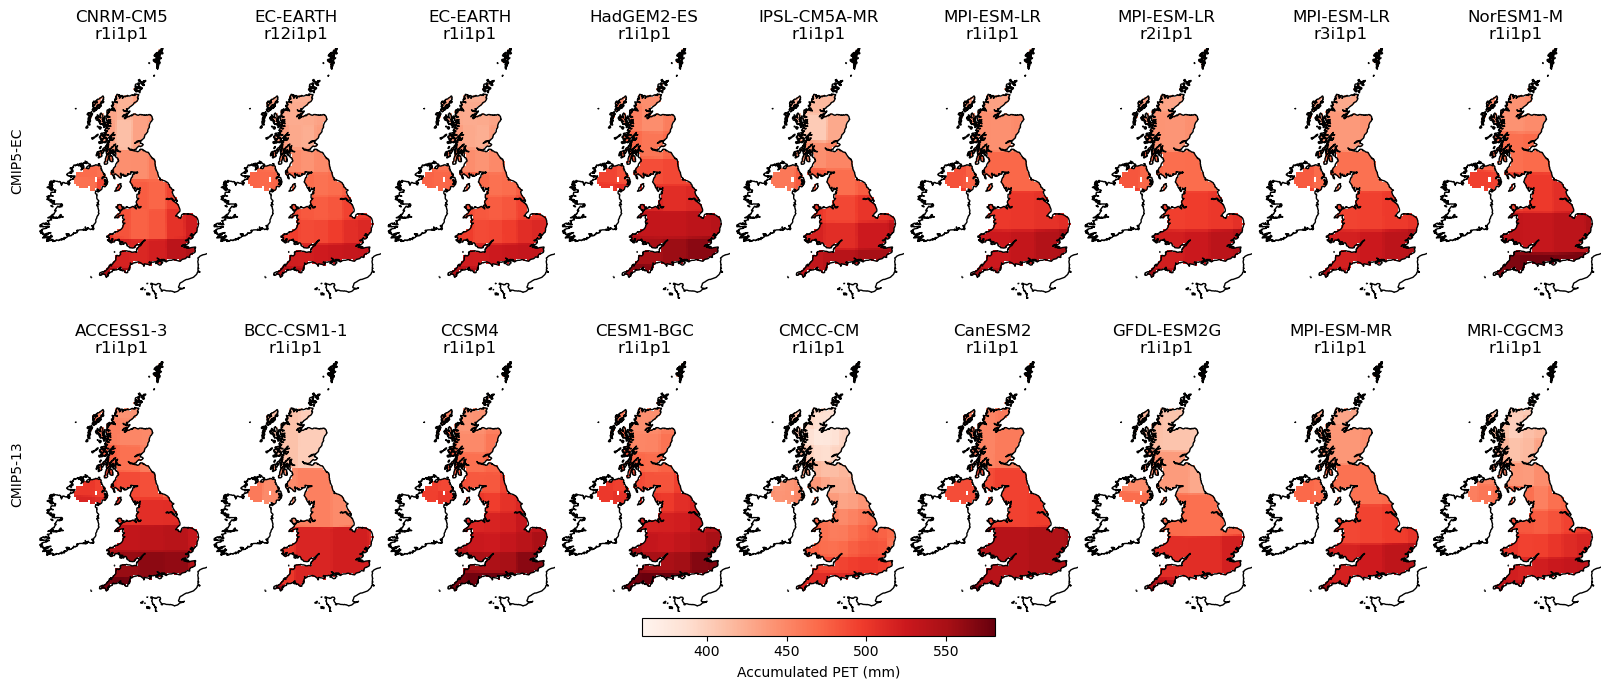 CNRM-CM5
r1i1p1
EC-EARTH
r12i1p1
EC-EARTH
r1i1p1
HadGEM2-ES
r1i1p1
IPSL-CM5A-MR
r1i1p1
MPI-ESM-LR
r1i1p1
MPI-ESM-LR
r2i1p1
MPI-ESM-LR
r3i1p1
NorESM1-M
r1i1p1
CMIP5-EC
ACCESS1-3
r1i1p1
BCC-CSM1-1
r1i1p1
CCSM4
r1i1p1
CESM1-BGC
r1i1p1
CMCC-CM
r1i1p1
CanESM2
r1i1p1
GFDL-ESM2G
r1i1p1
MPI-ESM-MR
r1i1p1
MRI-CGCM3
r1i1p1
CMIP5-13
400 450 500 550
Accumulated PET (mm)